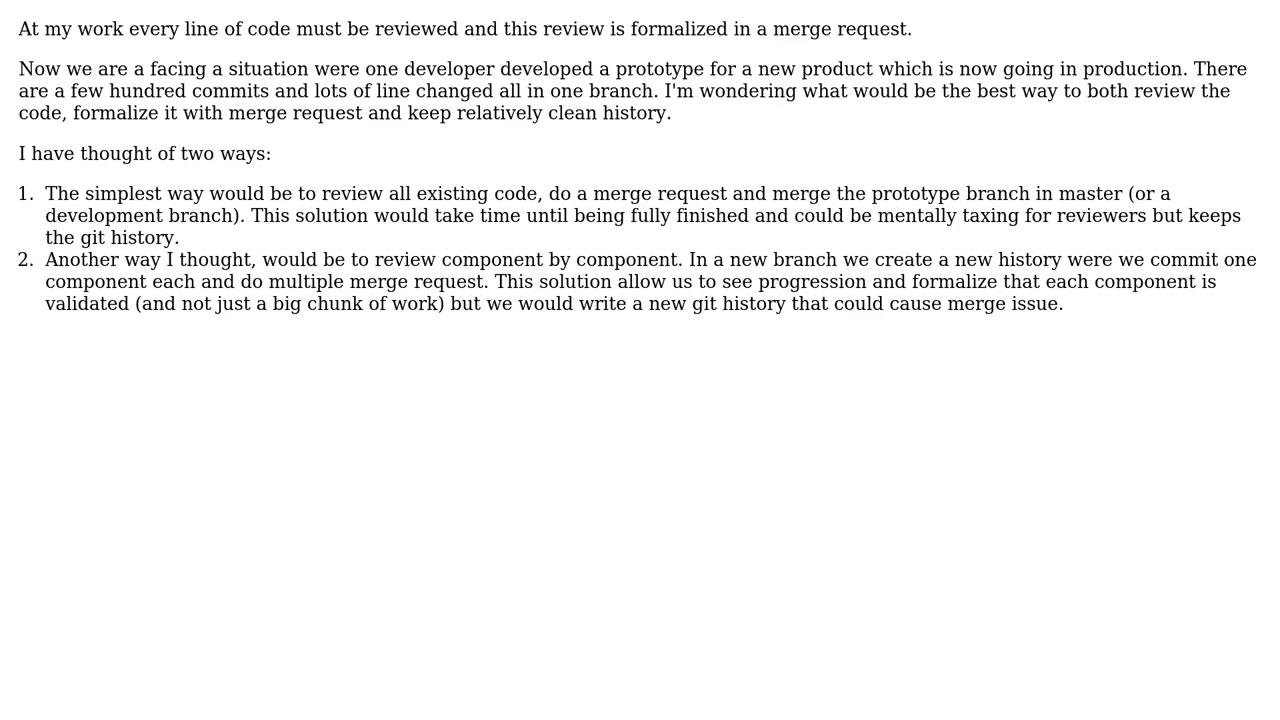 At my work every line of code must be reviewed and this review is formalized in a merge request.
Now we are a facing a situation were one developer developed a prototype for a new product which is now going in production. There
are a few hundred commits and lots of line changed all in one branch. I'm wondering what would be the best way to both review the
code, formalize it with merge request and keep relatively clean history.
I have thought of two ways:
1. The simplest way would be to review all existing code, do a merge request and merge the prototype branch in master (or a
development branch). This solution would take time until being fully finished and could be mentally taxing for reviewers but keeps
the git history.
2. Another way I thought, would be to review component by component. In a new branch we create a new history were we commit one
component each and do multiple merge request. This solution allow us to see progression and formalize that each component is
validated (and not just a big chunk of work) but we would write a new git history that could cause merge issue.